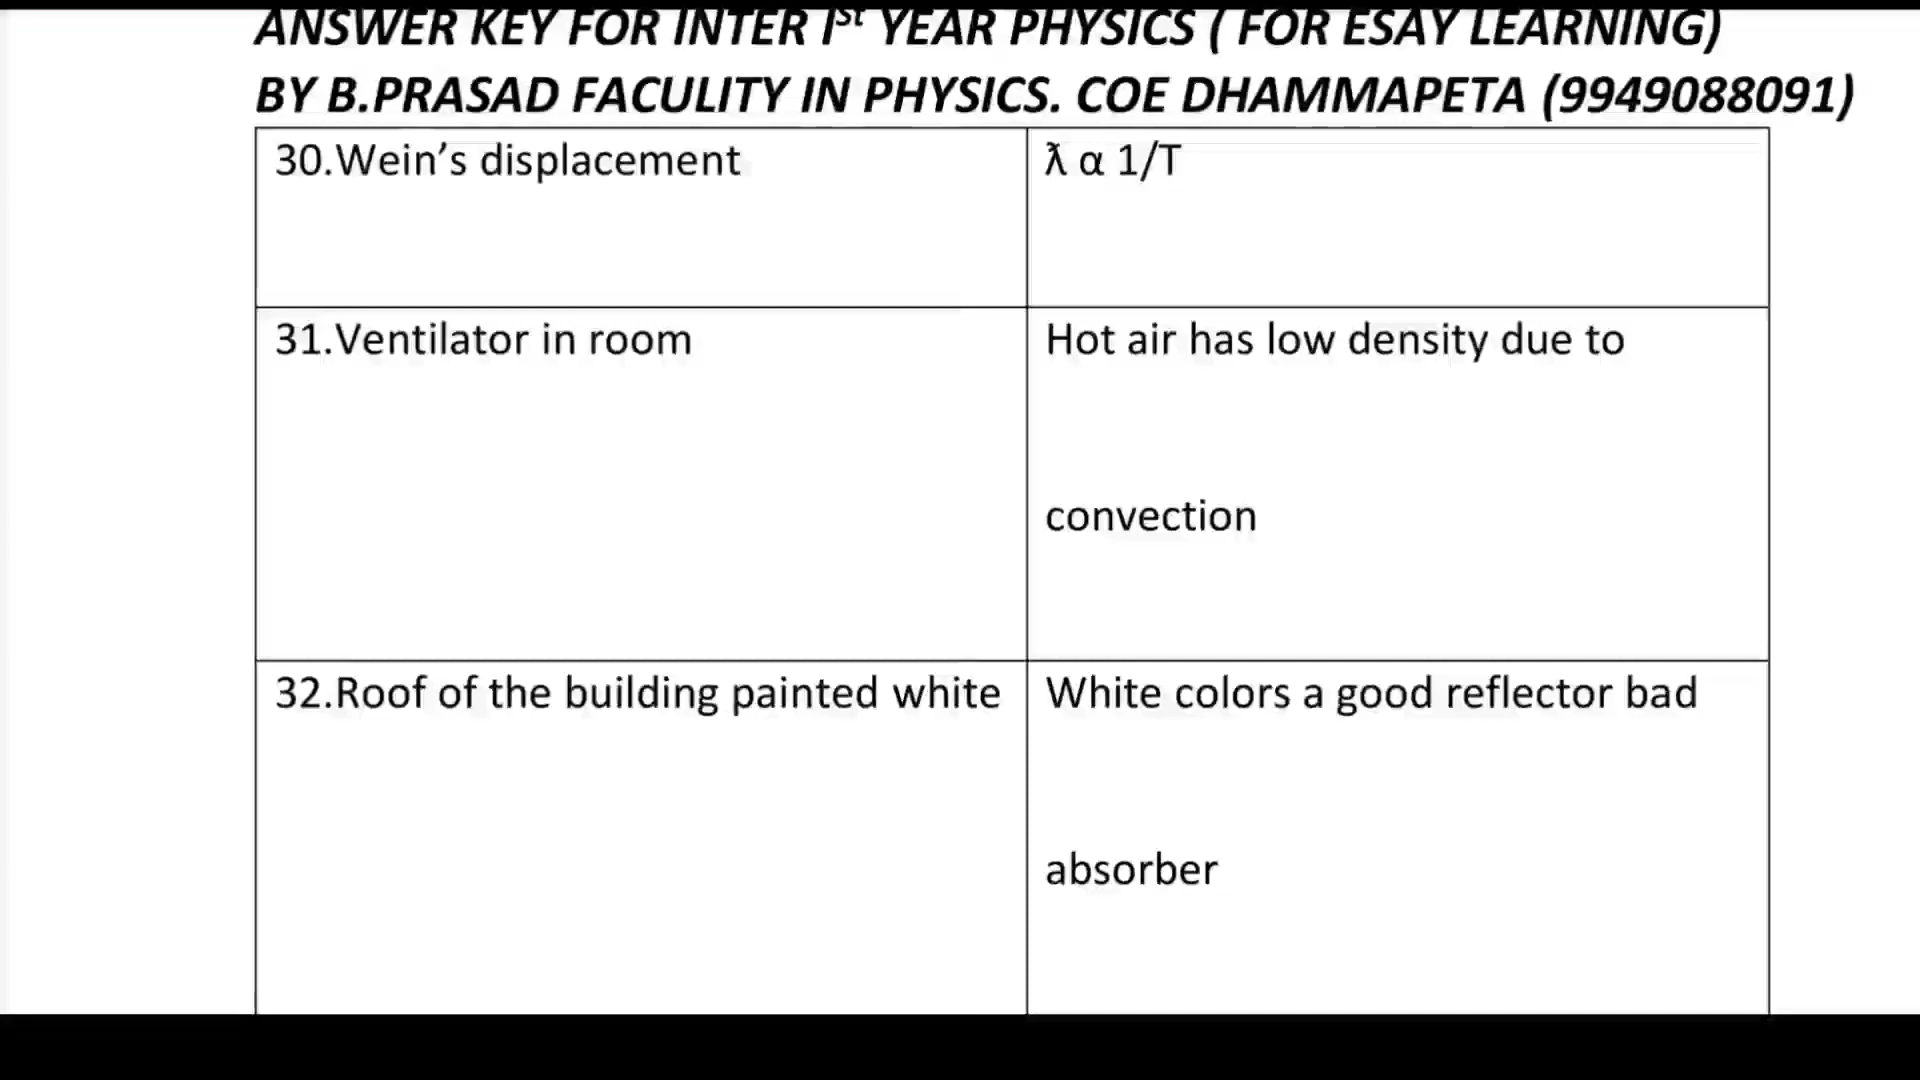 ANSWER KEY FOR INTER Ist YEAR PHYSICS ( FOR ESAY LEARNING)
BY B.PRASAD FACULITY IN PHYSICS. COE DHAMMAPETA (9949088091)
30.Wein’s displacement
ƛ α 1/T
31.Ventilator in room
Hot air has low density due to
convection
32.Roof of the building painted white
White colors a good reflector bad
absorber